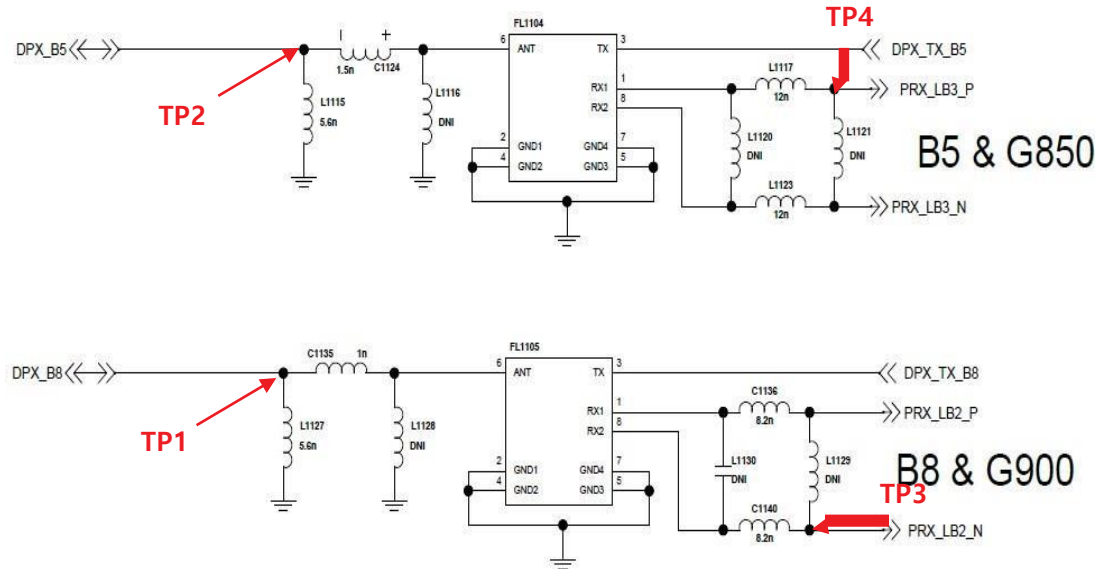 TP4
FL1104
DPX_B5
6
ANT
TX
3
DPX_TX_B5
1.5n
C1124
L1117
12n
RX1
1
PRX_LB3_P
RX2
8
L1115
5.6n
L1116
DNI
TP2
L1120
DNI
L1121
DNI
B5 & G850
2
GND1
GND4
7
4
GND2
GND3
5
L1123
12n
PRX_LB3_N
FL1105
C1135
1n
DPX_B8
6
ANT
TX
3
DPX_TX_B8
C1136
8.2n
RX1
1
PRX_LB2_P
RX2
8
L1127
5.6n
L1128
DNI
TP1
L1130
DNI
L1129
DNI
B8 & G900
2
GND1
GND4
7
4
GND2
GND3
5
TP3
C1140
8.2n
PRX_LB2_N